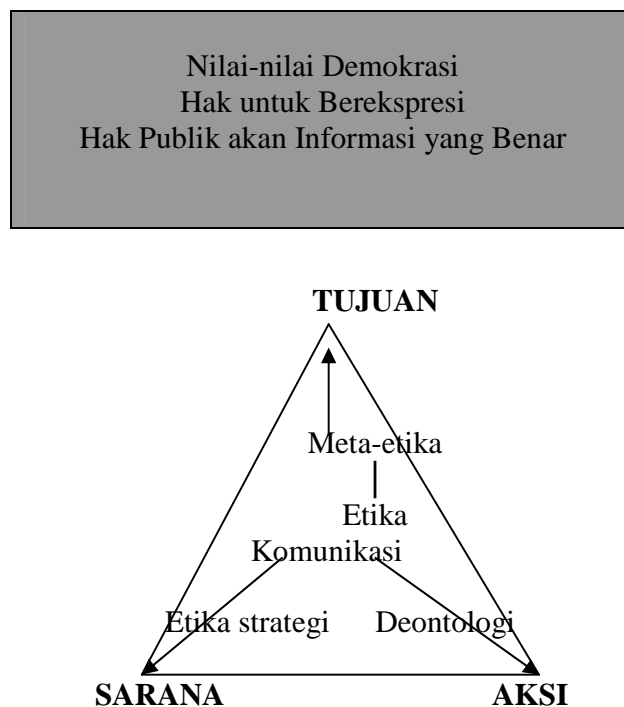 Nilai-nilai Demokrasi
Hak untuk Berekspresi
Hak Publik akan Informasi yang Benar
TUJUAN
Meta-etika
Etika
Komunikasi
Etika strategi Deontologi
SARANA AKSI